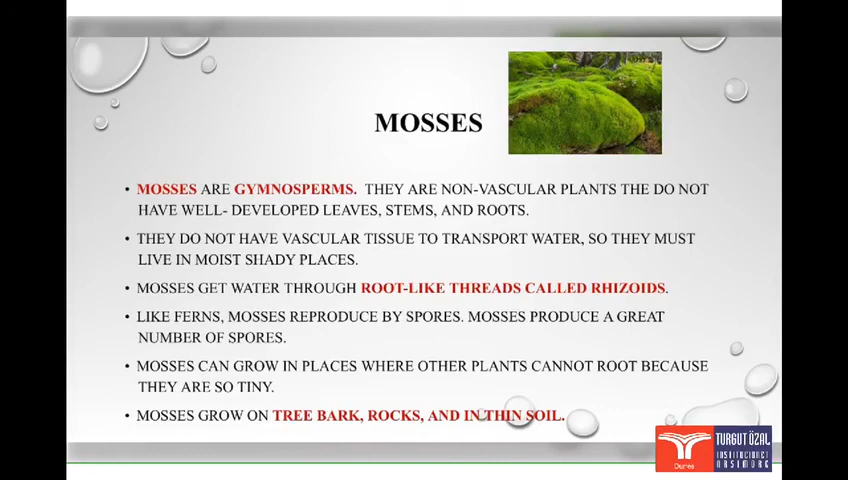 MOSSES
• MOSSES ARE GYMNOSPERMS. THEY ARE NON-VASCULAR PLANTS THE DO NOT
HAVE WELL- DEVELOPED LEAVES, STEMS, AND ROOTS.
• THEY DO NOT HAVE VASCULAR TISSUE TO TRANSPORT WATER, SO THEY MUST
LIVE IN MOIST SHADY PLACES.
• MOSSES GET WATER THROUGH ROOT-LIKE THREADS CALLED RHIZOIDS.
• LIKE FERNS, MOSSES REPRODUCE BY SPORES. MOSSES PRODUCE A GREAT
NUMBER OF SPORES.
• MOSSES CAN GROW IN PLACES WHERE OTHER PLANTS CANNOT ROOT BECAUSE
THEY ARE SO TINY.
• MOSSES GROW ON TREE BARK, ROCKS, AND IN THIN SOIL.
TURGUT ÖZAL
INSTITUCIONET
ARSIMORE
Durres